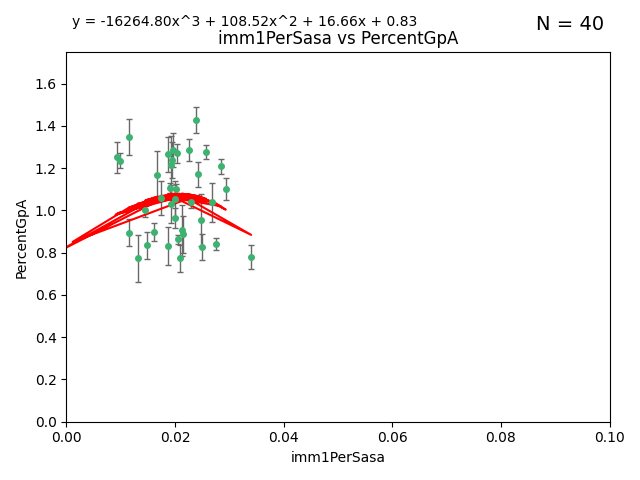 y = -16264.80x^3 + 108.52x^2 + 16.66x + 0.83
N = 40
imm1PerSasa vs PercentGpA
1.6
1.4
1.2
1.0
0.8
0.6
0.4
0.2
0.0
PercentGpA
0.00 0.02 0.04 0.06 0.08 0.10
imm1PerSasa